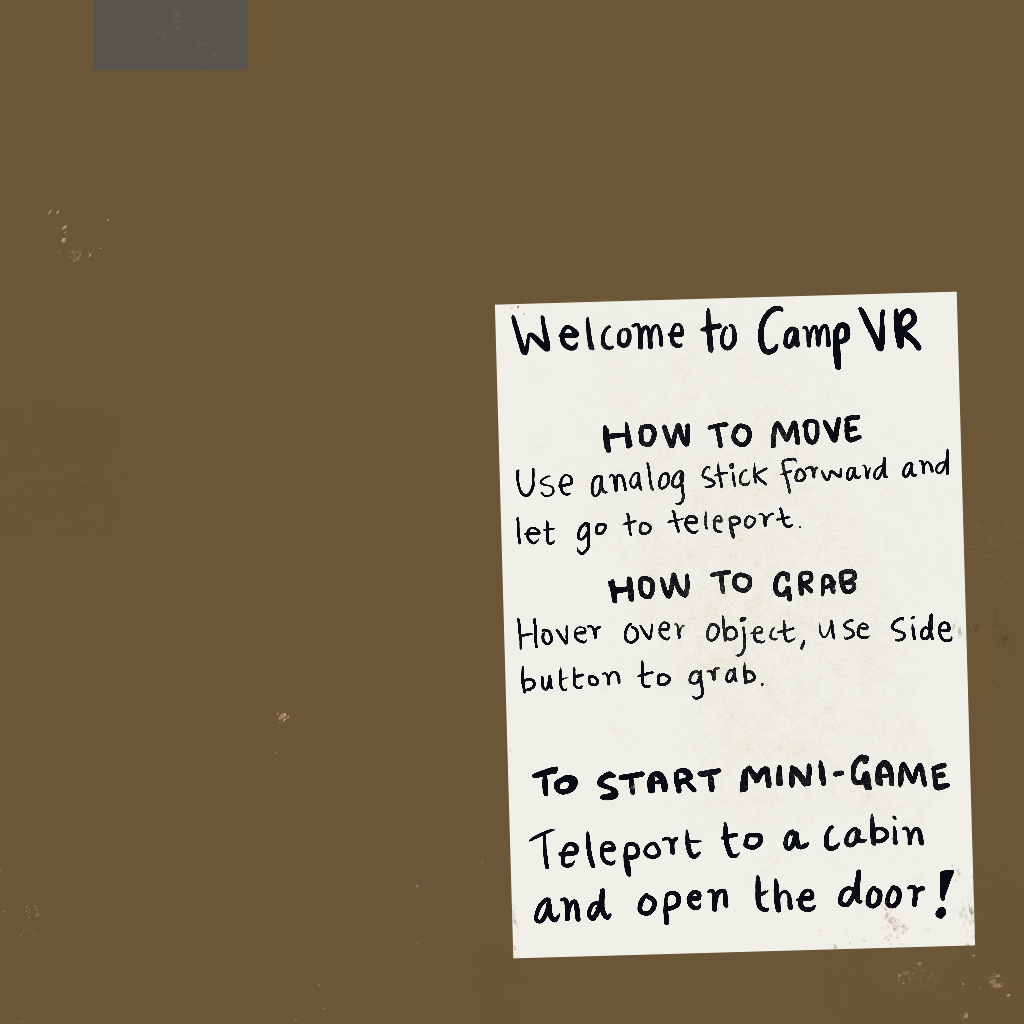 Welcome to Camp VR
HOW TO MOVE
Use analog stick forward and
let go to teleport.
HOW TO GRAB
Hover over object, use side
button to grab.
TO START MINI-GAME
Teleport to a cabin
and open the door!